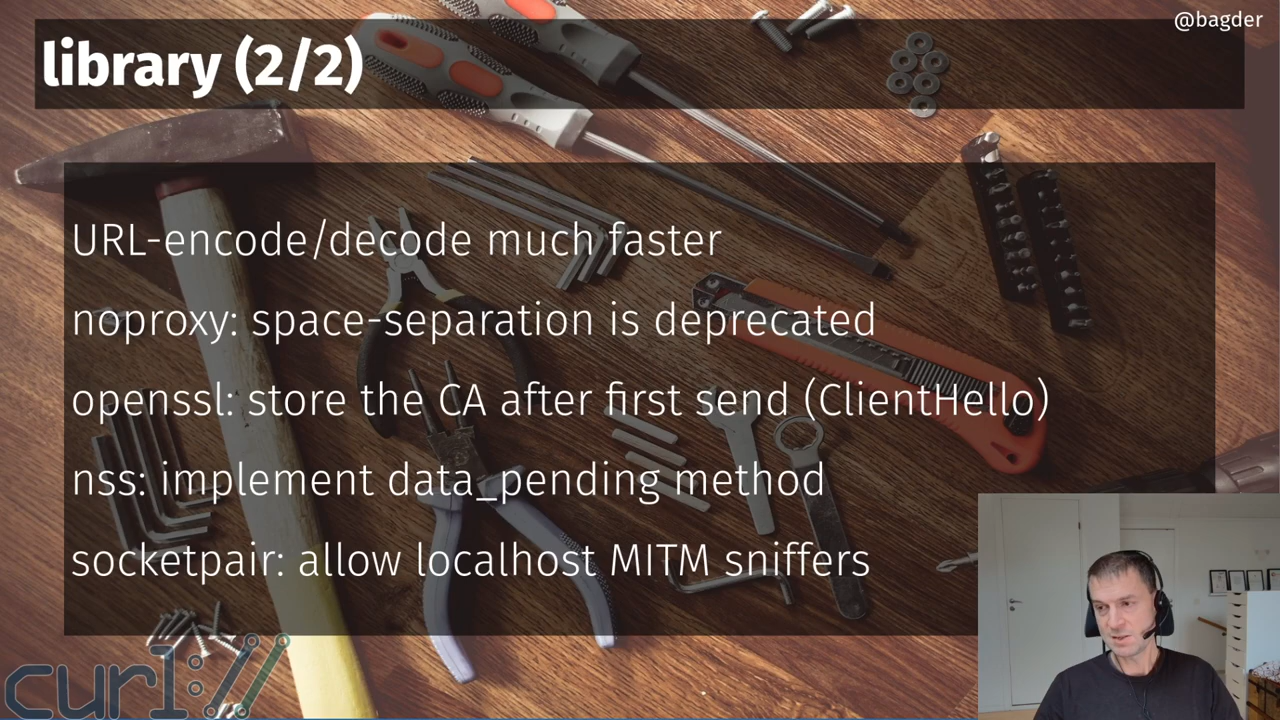 @bagder
library (2/2)
URL-encode/decode much faster
noproxy: space-separation is deprecated
openssl: store the CA after first send (ClientHello)
nss: implement data_pending method
socketpair: allow localhost MITM sniffers
curl://